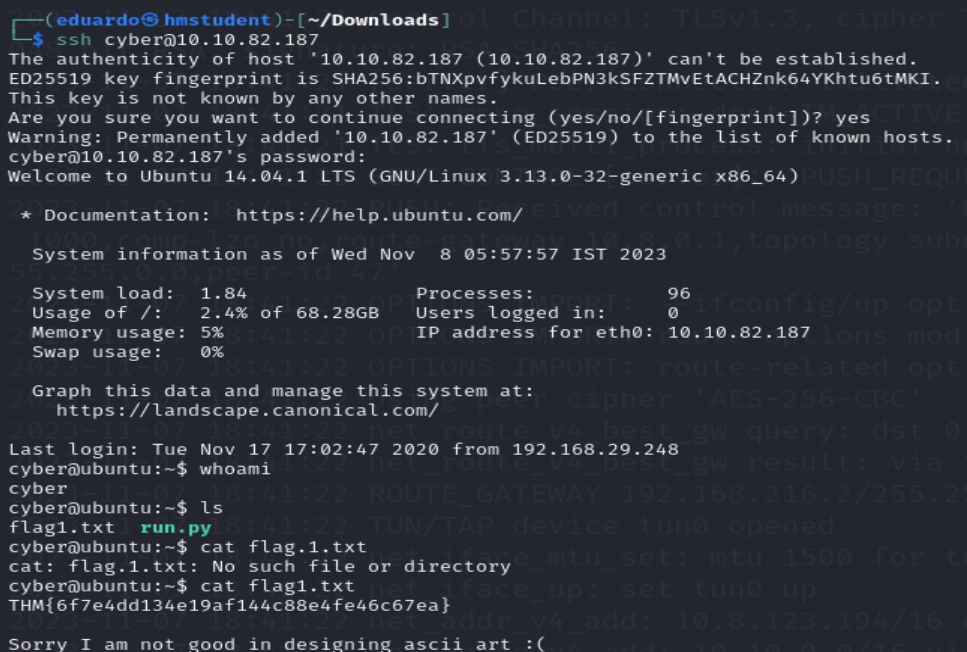 ┌──(eduardo㉿hmstudent)-[~/Downloads]
└─$ ssh cyber@10.10.82.187
The authenticity of host '10.10.82.187 (10.10.82.187)' can't be established.
ED25519 key fingerprint is SHA256:bTNXpvfykuLebPN3kSFZTMvEtACHZnk64YKhtu6tMKI.
This key is not known by any other names.
Are you sure you want to continue connecting (yes/no/[fingerprint])? yes
Warning: Permanently added '10.10.82.187' (ED25519) to the list of known hosts.
cyber@10.10.82.187's password:
Welcome to Ubuntu 14.04.1 LTS (GNU/Linux 3.13.0-32-generic x86_64)
* Documentation:  https://help.ubuntu.com/
System information as of Wed Nov  8 05:57:57 IST 2023
System load:  1.84               Processes:           96
Usage of /:   2.4% of 68.28GB   Users logged in:     0
Memory usage: 5%                 IP address for eth0: 10.10.82.187
Swap usage:   0%
Graph this data and manage this system at:
https://landscape.canonical.com/
Last login: Tue Nov 17 17:02:47 2020 from 192.168.29.248
cyber@ubuntu:~$ whoami
cyber
cyber@ubuntu:~$ ls
flag1.txt  run.py
cyber@ubuntu:~$ cat flag.1.txt
cat: flag.1.txt: No such file or directory
cyber@ubuntu:~$ cat flag1.txt
THM{6f7e4dd134e19af144c88e4fe46c67ea}
Sorry I am not good in designing ascii art :(